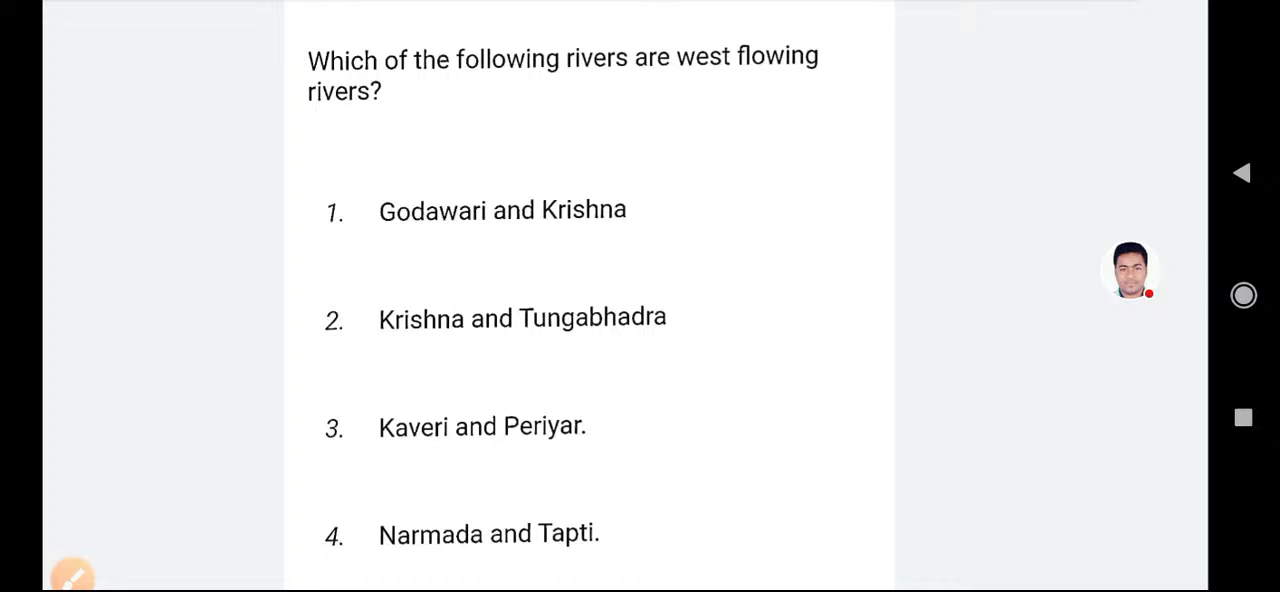 Which of the following rivers are west flowing
rivers?
1. Godawari and Krishna
2. Krishna and Tungabhadra
3. Kaveri and Periyar.
4. Narmada and Tapti.